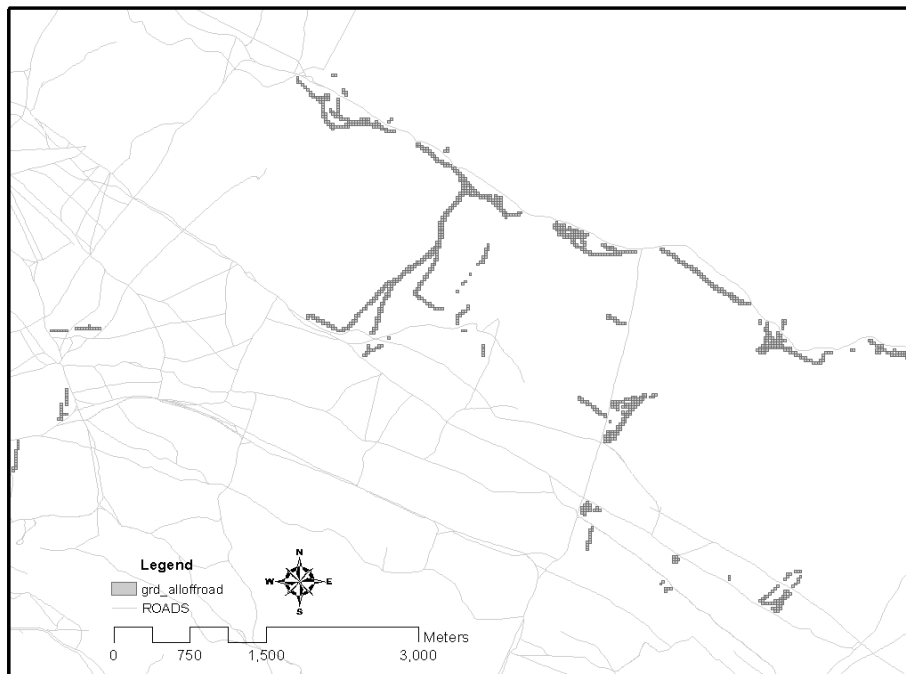 Legend
grd_alloffroad
ROADS
N
W E
S
Meters
0 750 1,500 3,000